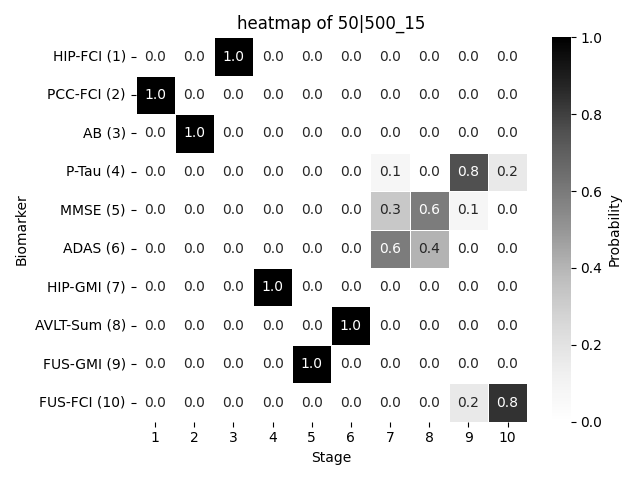 heatmap of 50|500_15
Biomarker
HIP-FCI (1) 0.0 0.0 1.0 0.0 0.0 0.0 0.0 0.0 0.0 0.0
PCC-FCI (2) 1.0 0.0 0.0 0.0 0.0 0.0 0.0 0.0 0.0 0.0
AB (3) 0.0 1.0 0.0 0.0 0.0 0.0 0.0 0.0 0.0 0.0
P-Tau (4) 0.0 0.0 0.0 0.0 0.0 0.0 0.1 0.0 0.8 0.2
MMSE (5) 0.0 0.0 0.0 0.0 0.0 0.0 0.3 0.6 0.1 0.0
ADAS (6) 0.0 0.0 0.0 0.0 0.0 0.0 0.6 0.4 0.0 0.0
HIP-GMI (7) 0.0 0.0 0.0 1.0 0.0 0.0 0.0 0.0 0.0 0.0
AVLT-Sum (8) 0.0 0.0 0.0 0.0 0.0 1.0 0.0 0.0 0.0 0.0
FUS-GMI (9) 0.0 0.0 0.0 0.0 1.0 0.0 0.0 0.0 0.0 0.0
FUS-FCI (10) 0.0 0.0 0.0 0.0 0.0 0.0 0.0 0.0 0.2 0.8
1 2 3 4 5 6 7 8 9 10
Stage
1.0
0.8
0.6
0.4
0.2
0.0
Probability